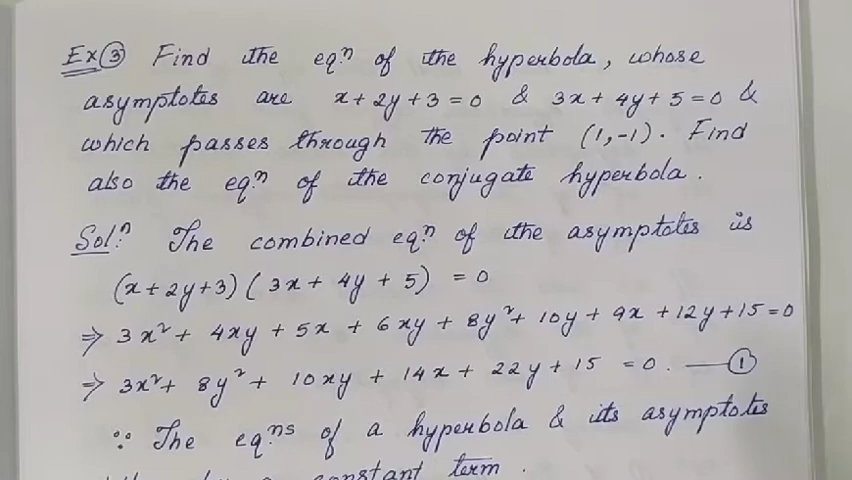 Ex③ Find the eqⁿ of the hyperbola, whose
asymptotes are x + 2y + 3 = 0 & 3x + 4y + 5 = 0 &
which passes through the point (1, -1). Find
also the eqⁿ of the conjugate hyperbola.
Solⁿ: The combined eqⁿ of the asymptotes is
(x + 2y + 3)(3x + 4y + 5) = 0
⇒ 3x² + 4xy + 5x + 6xy + 8y² + 10y + 9x + 12y + 15 = 0
⇒ 3x² + 8y² + 10xy + 14x + 22y + 15 = 0. —①
∵ The eqⁿˢ of a hyperbola & its asymptotes
constant term.